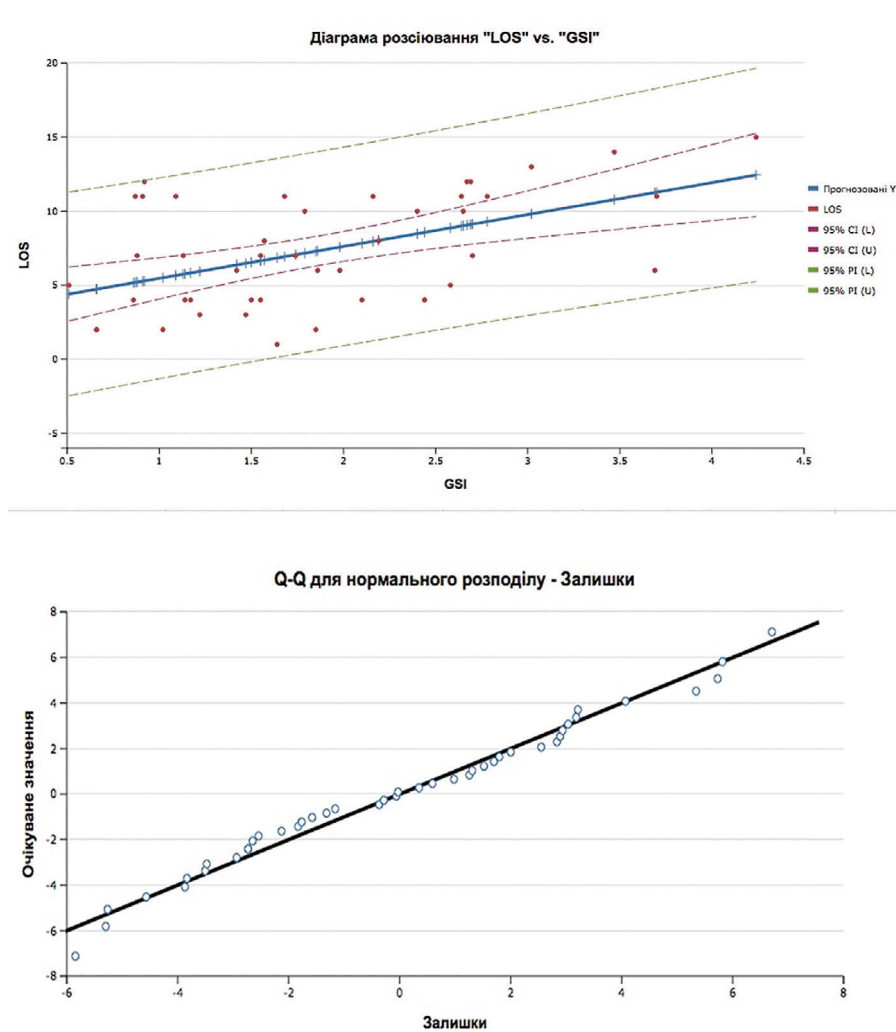 Діаграма розсіювання "LOS" vs. "GSI"
20
15
10
5
0
-5
LOS
0.5 1 1.5 2 2.5 3 3.5 4 4.5
GSI
Прогнозовані Y
LOS
95% CI (L)
95% CI (U)
95% PI (L)
95% PI (U)
Q-Q для нормального розподілу - Залишки
8
6
4
2
0
-2
-4
-6
-8
Очікуване значення
-6 -4 -2 0 2 4 6 8
Залишки